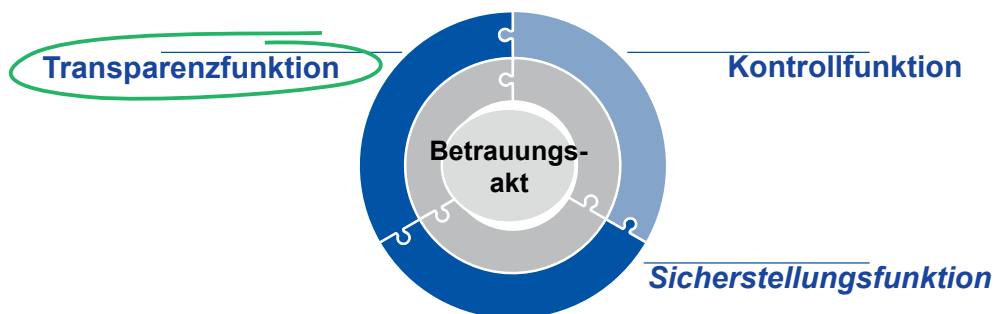 Transparenzfunktion
Kontrollfunktion
Betrauungs-
akt
Sicherstellungsfunktion